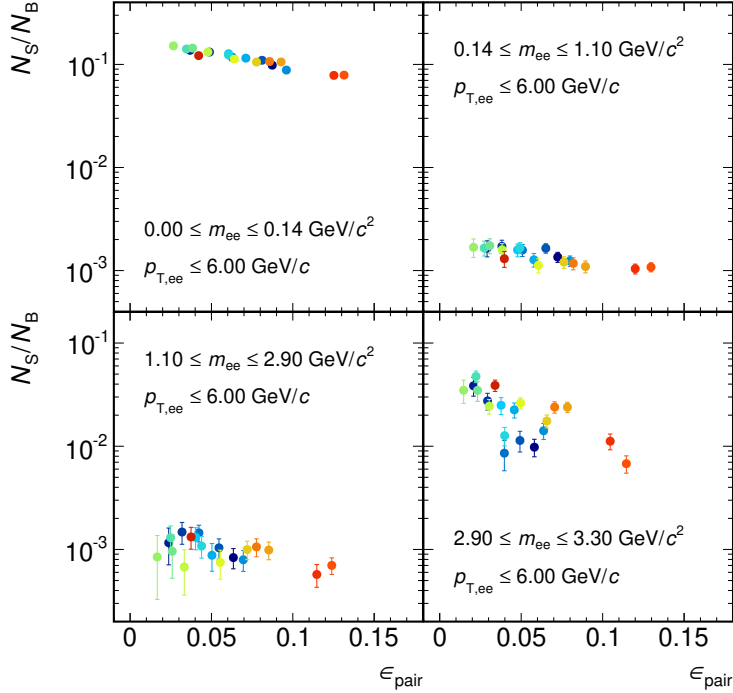 N_S/N_B
10⁻¹
10⁻²
10⁻³
0.00 ≤ m_ee ≤ 0.14 GeV/c²
p_T,ee ≤ 6.00 GeV/c
0.14 ≤ m_ee ≤ 1.10 GeV/c²
p_T,ee ≤ 6.00 GeV/c
N_S/N_B
10⁻¹
10⁻²
10⁻³
1.10 ≤ m_ee ≤ 2.90 GeV/c²
p_T,ee ≤ 6.00 GeV/c
2.90 ≤ m_ee ≤ 3.30 GeV/c²
p_T,ee ≤ 6.00 GeV/c
0 0.05 0.1 0.15 0 0.05 0.1 0.15
ϵ_pair ϵ_pair